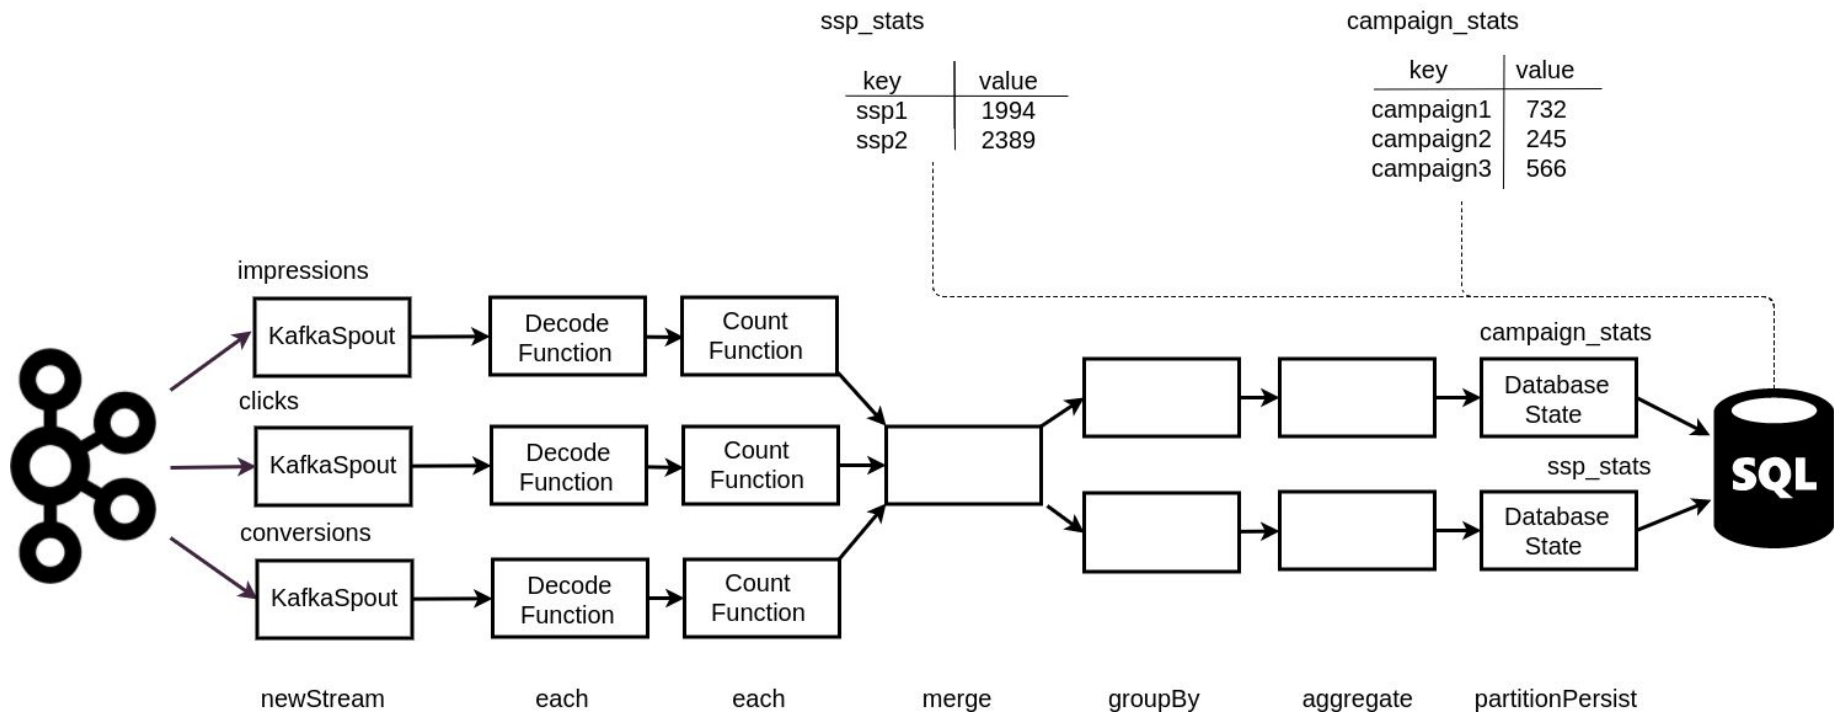 ssp_stats
key value
ssp1 1994
ssp2 2389
campaign_stats
key value
campaign1 732
campaign2 245
campaign3 566
impressions
KafkaSpout
Decode
Function
Count
Function
clicks
KafkaSpout
Decode
Function
Count
Function
conversions
KafkaSpout
Decode
Function
Count
Function
campaign_stats
Database
State
ssp_stats
Database
State
SQL
newStream each each merge groupBy aggregate partitionPersist